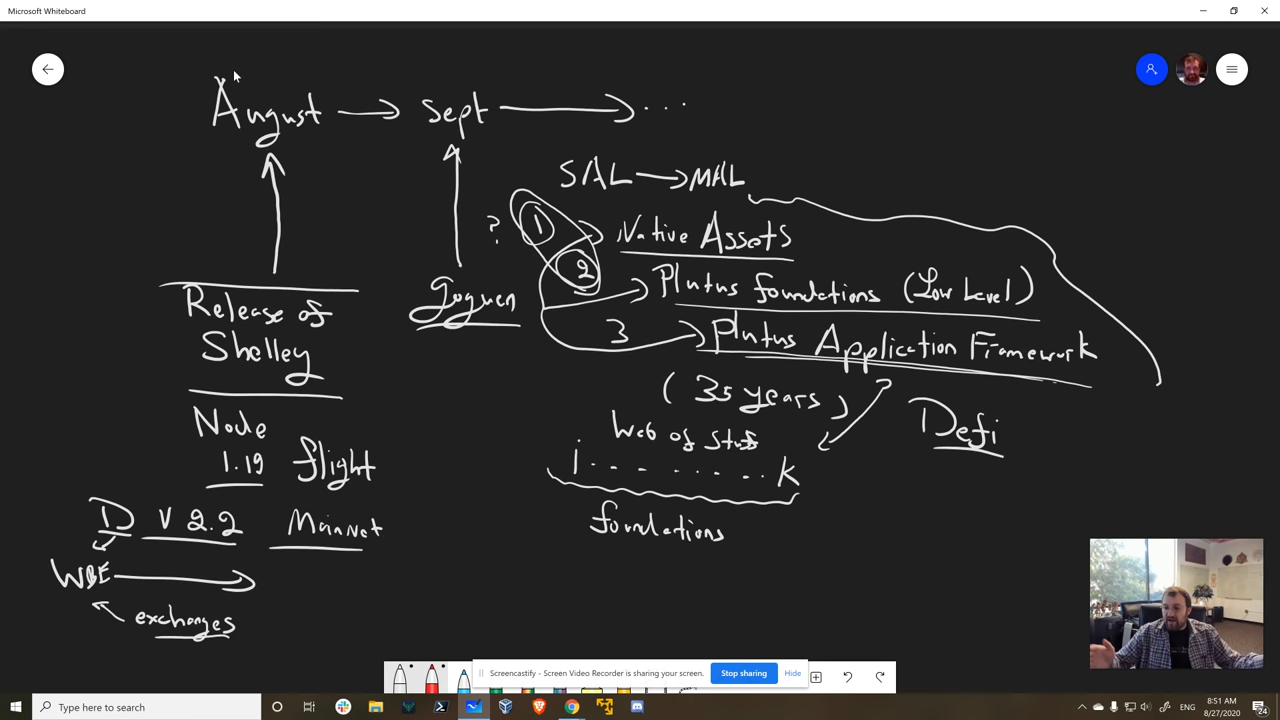 Microsoft Whiteboard
August → Sept → ...
SAL → MAL
? 1 Native Assets
2 Plutus foundations (Low Level)
Goguen
3 Plutus Application Framework
Release of
Shelley
(35 years)
Defi
Node
Web of Stuff
1.19 flight
i.........k
D V 2.2 Mainnet
foundations
WBE
exchanges
Screencastify - Screen Video Recorder is sharing your screen. Stop sharing Hide
Type here to search
ENG 8:51 AM
8/27/2020
24